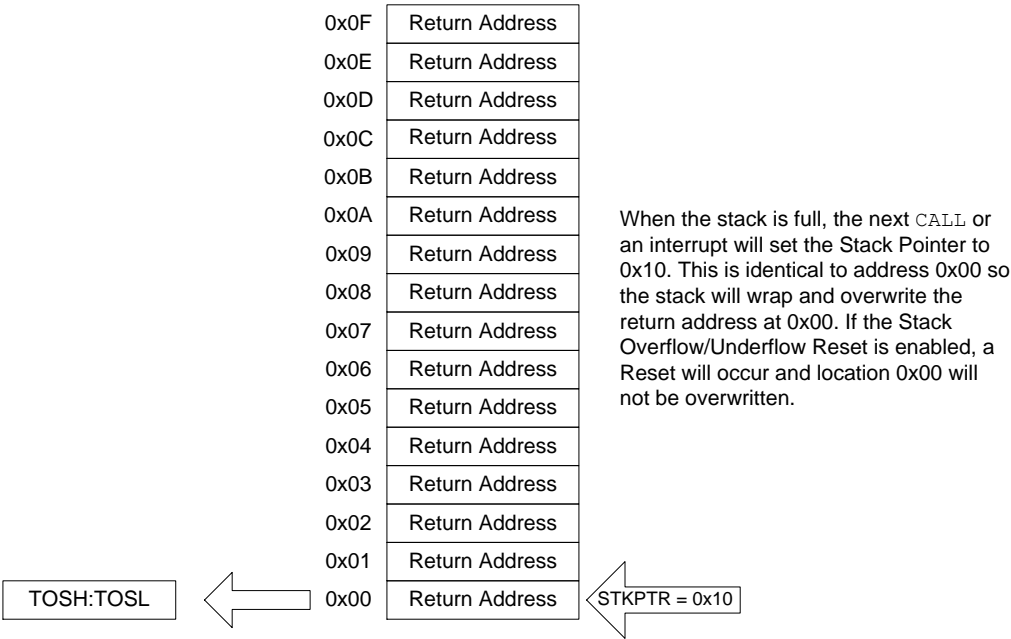 0x0F Return Address
0x0E Return Address
0x0D Return Address
0x0C Return Address
0x0B Return Address
0x0A Return Address
0x09 Return Address
0x08 Return Address
0x07 Return Address
0x06 Return Address
0x05 Return Address
0x04 Return Address
0x03 Return Address
0x02 Return Address
0x01 Return Address
TOSH:TOSL 0x00 Return Address STKPTR = 0x10
When the stack is full, the next CALL or
an interrupt will set the Stack Pointer to
0x10. This is identical to address 0x00 so
the stack will wrap and overwrite the
return address at 0x00. If the Stack
Overflow/Underflow Reset is enabled, a
Reset will occur and location 0x00 will
not be overwritten.